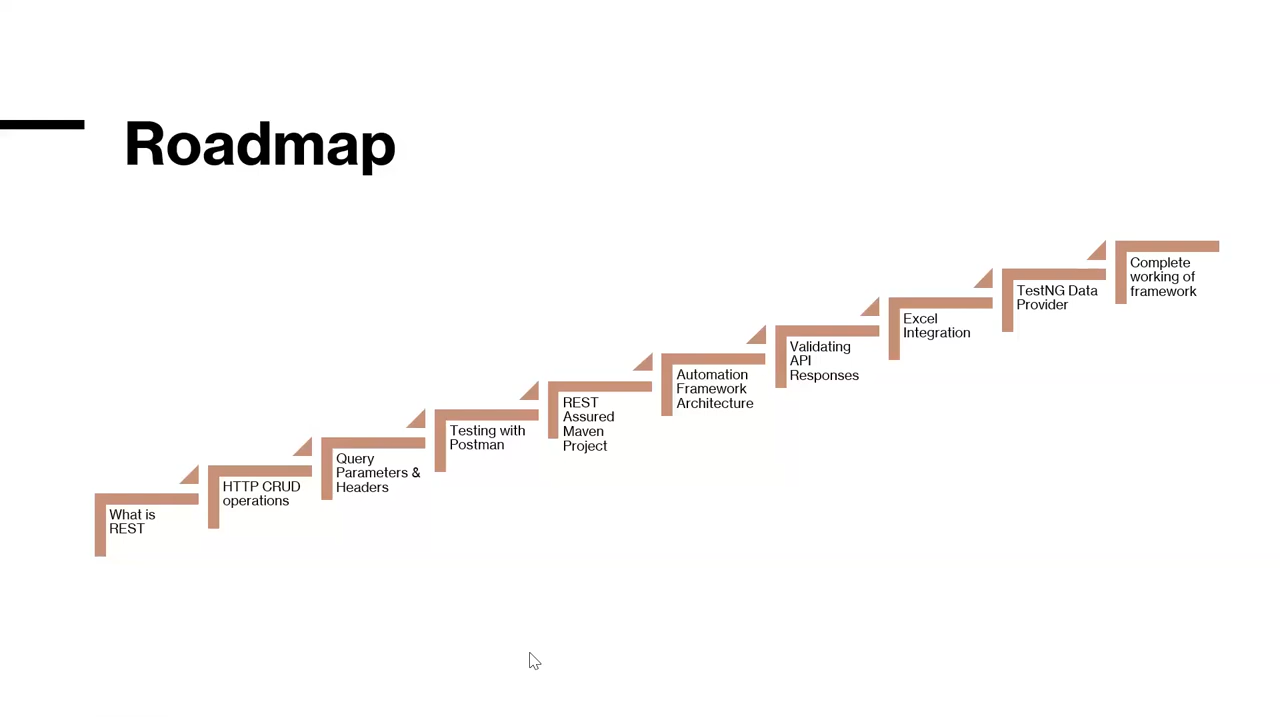 Roadmap
What is
REST
HTTP CRUD
operations
Query
Parameters &
Headers
Testing with
Postman
REST
Assured
Maven
Project
Automation
Framework
Architecture
Validating
API
Responses
Excel
Integration
TestNG Data
Provider
Complete
working of
framework